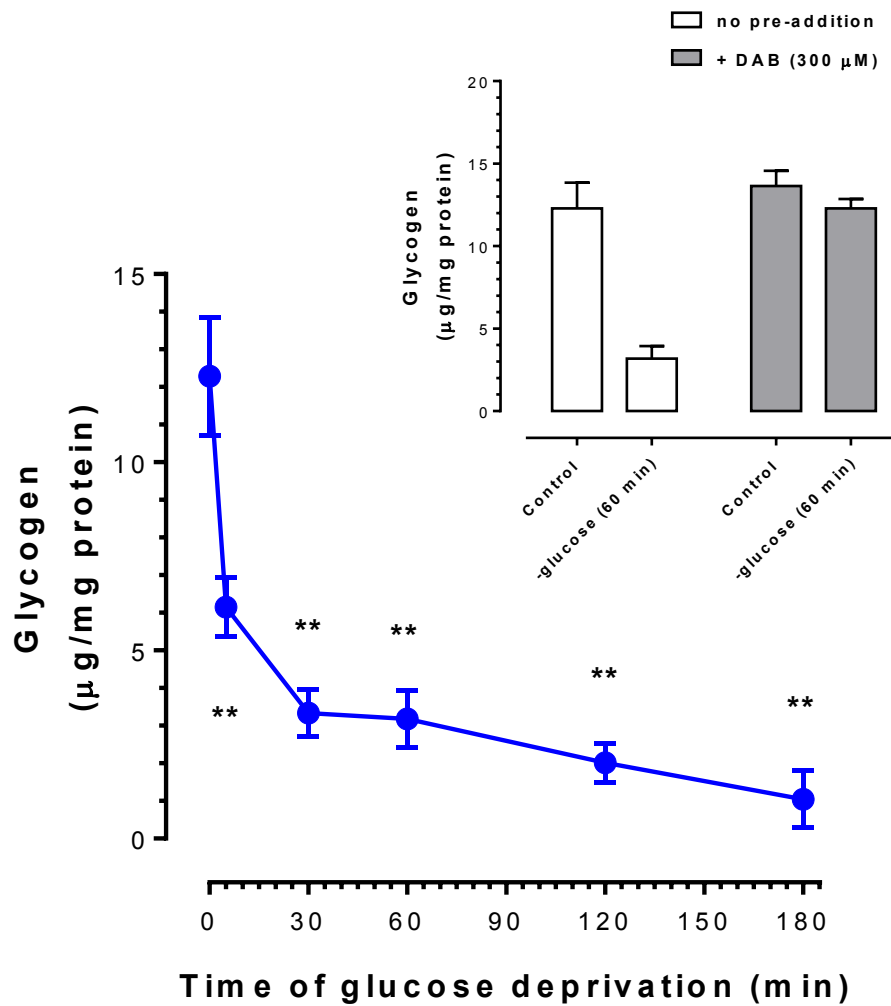 no pre-addition
+ DAB (300 μM)
20
15
10
5
0
Glycogen
(μg/mg protein)
Control
-glucose (60 min)
Control
-glucose (60 min)
15
10
5
0
Glycogen
(μg/mg protein)
**
**
**
**
**
0 30 60 90 120 150 180
Time of glucose deprivation (min)